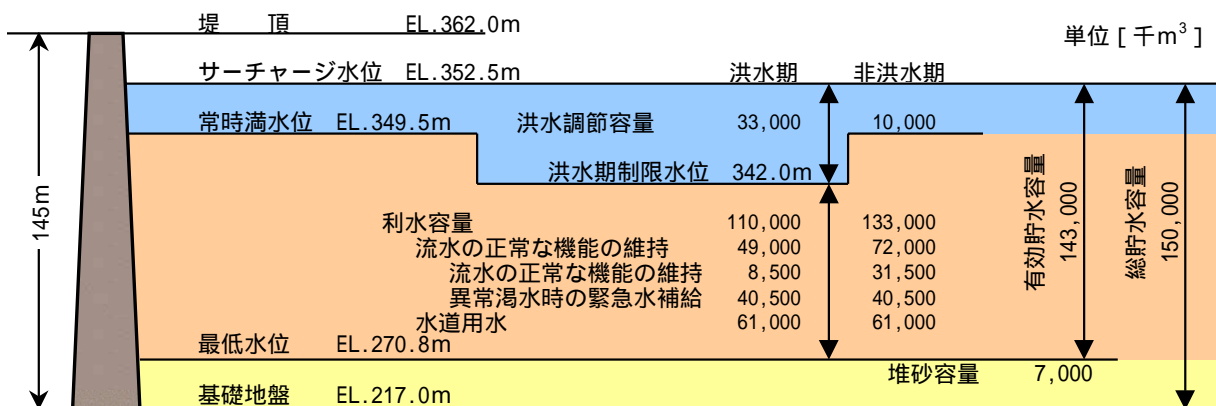 堤　頂 EL.362.0m
単位 [ 千m³ ]
サーチャージ水位 EL.352.5m 洪水期 非洪水期
常時満水位 EL.349.5m 洪水調節容量 33,000 10,000
洪水期制限水位 342.0m
145m
利水容量 110,000 133,000
流水の正常な機能の維持 49,000 72,000
流水の正常な機能の維持 8,500 31,500
異常渇水時の緊急水補給 40,500 40,500
水道用水 61,000 61,000
有効貯水容量 143,000
総貯水容量 150,000
最低水位 EL.270.8m
堆砂容量 7,000
基礎地盤 EL.217.0m